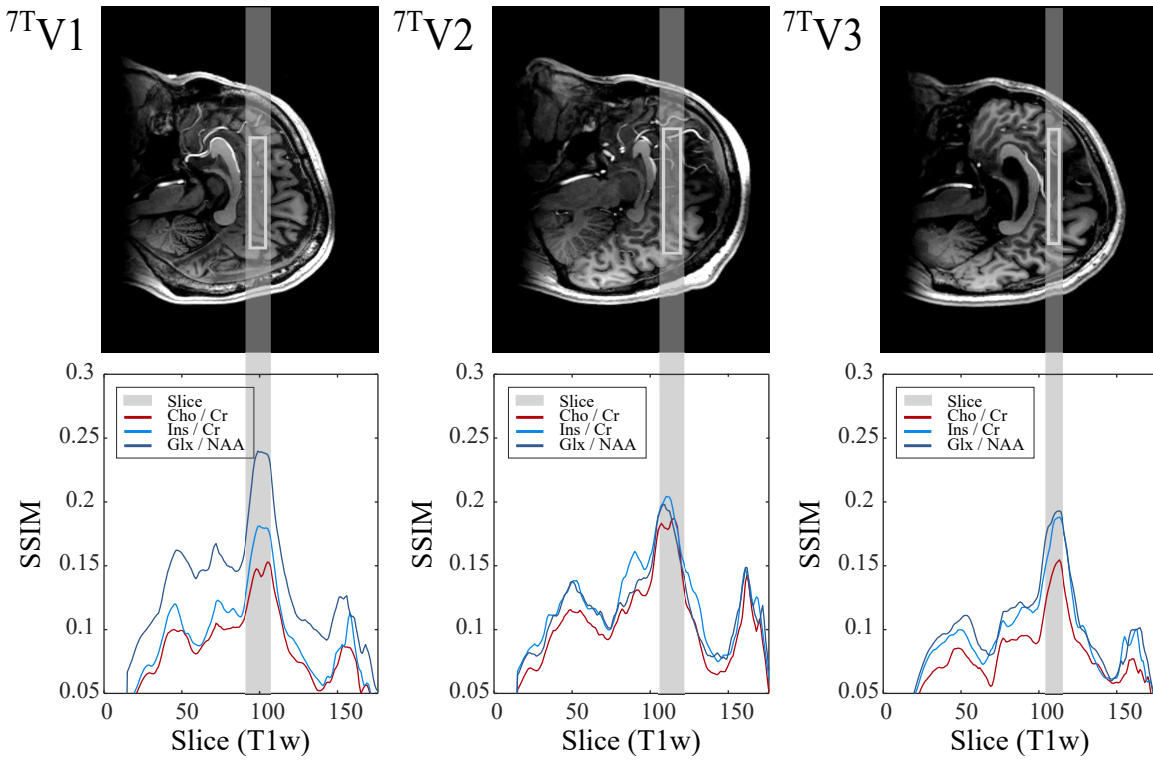 7TV1
7TV2
7TV3
0.3
0.25
0.2
0.15
0.1
0.05
SSIM
Slice
Cho / Cr
Ins / Cr
Glx / NAA
0
50
100
150
Slice (T1w)
0.3
0.25
0.2
0.15
0.1
0.05
SSIM
Slice
Cho / Cr
Ins / Cr
Glx / NAA
0
50
100
150
Slice (T1w)
0.3
0.25
0.2
0.15
0.1
0.05
SSIM
Slice
Cho / Cr
Ins / Cr
Glx / NAA
0
50
100
150
Slice (T1w)